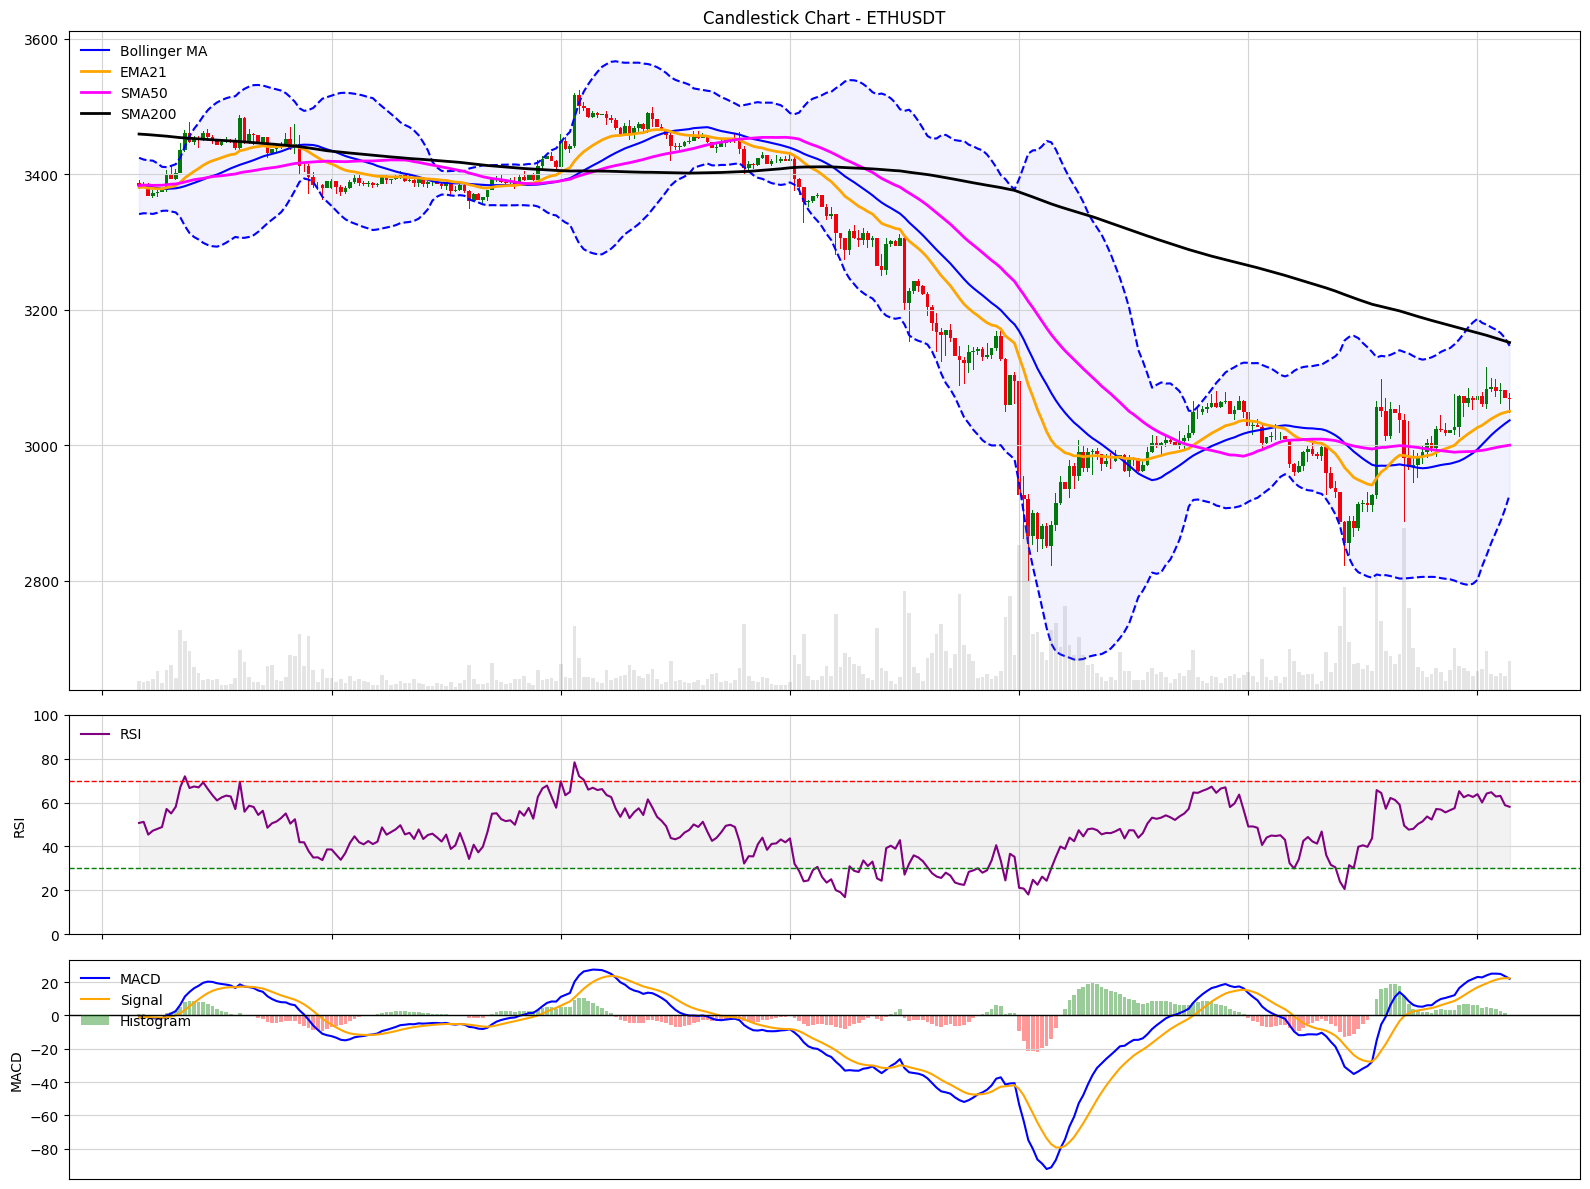 Candlestick Chart - ETHUSDT
3600
3400
3200
3000
2800
Bollinger MA
EMA21
SMA50
SMA200
100
80
60
40
20
0
RSI
RSI
20
0
−20
−40
−60
−80
MACD
MACD
Signal
Histogram